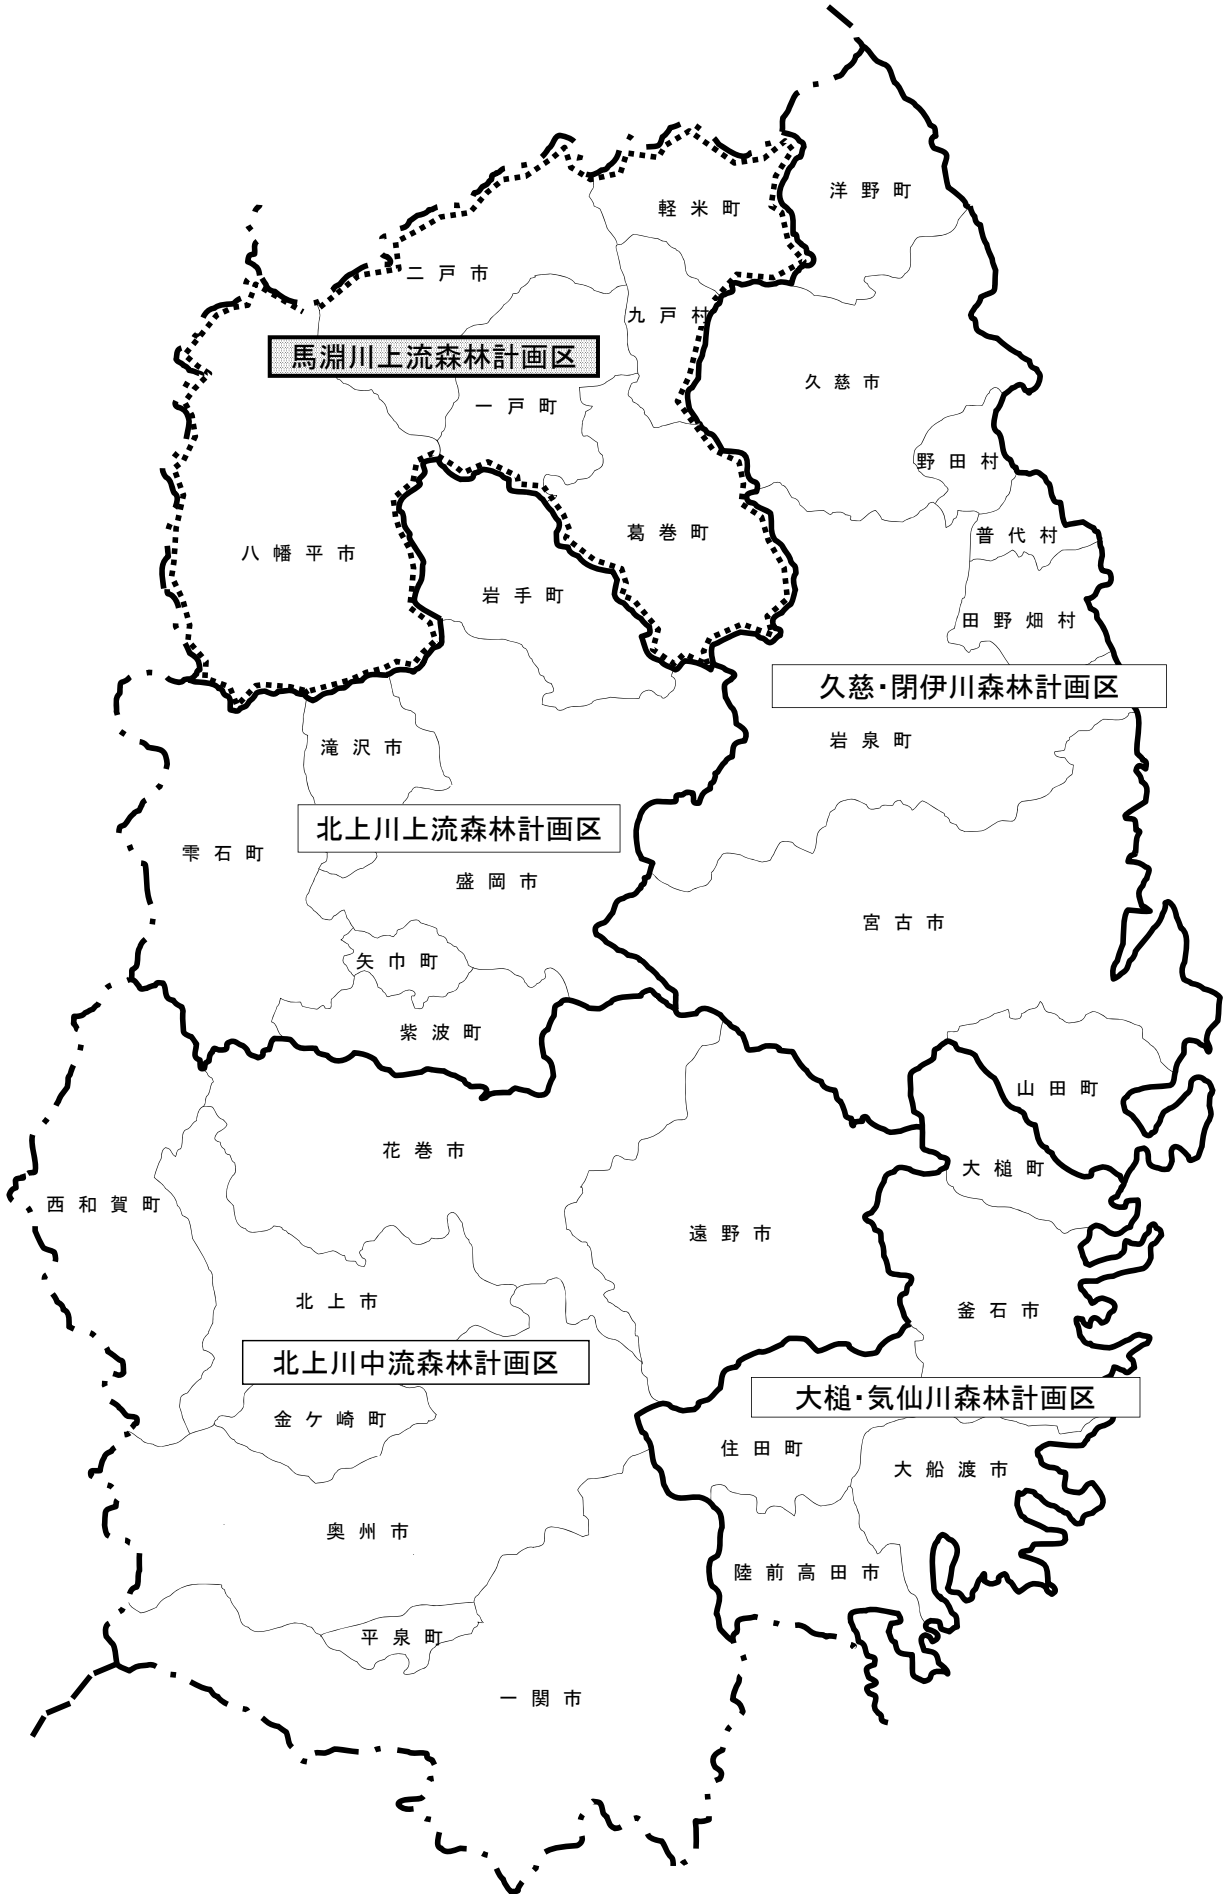 洋野町
軽米町
二戸市
九戸村
馬淵川上流森林計画区
久慈市
一戸町
野田村
葛巻町
普代村
八幡平市
岩手町
田野畑村
久慈・閉伊川森林計画区
岩泉町
滝沢市
北上川上流森林計画区
雫石町
盛岡市
宮古市
矢巾町
紫波町
山田町
花巻市
大槌町
西和賀町
遠野市
北上市
釜石市
北上川中流森林計画区
大槌・気仙川森林計画区
金ケ崎町
住田町
大船渡市
奥州市
陸前高田市
平泉町
一関市